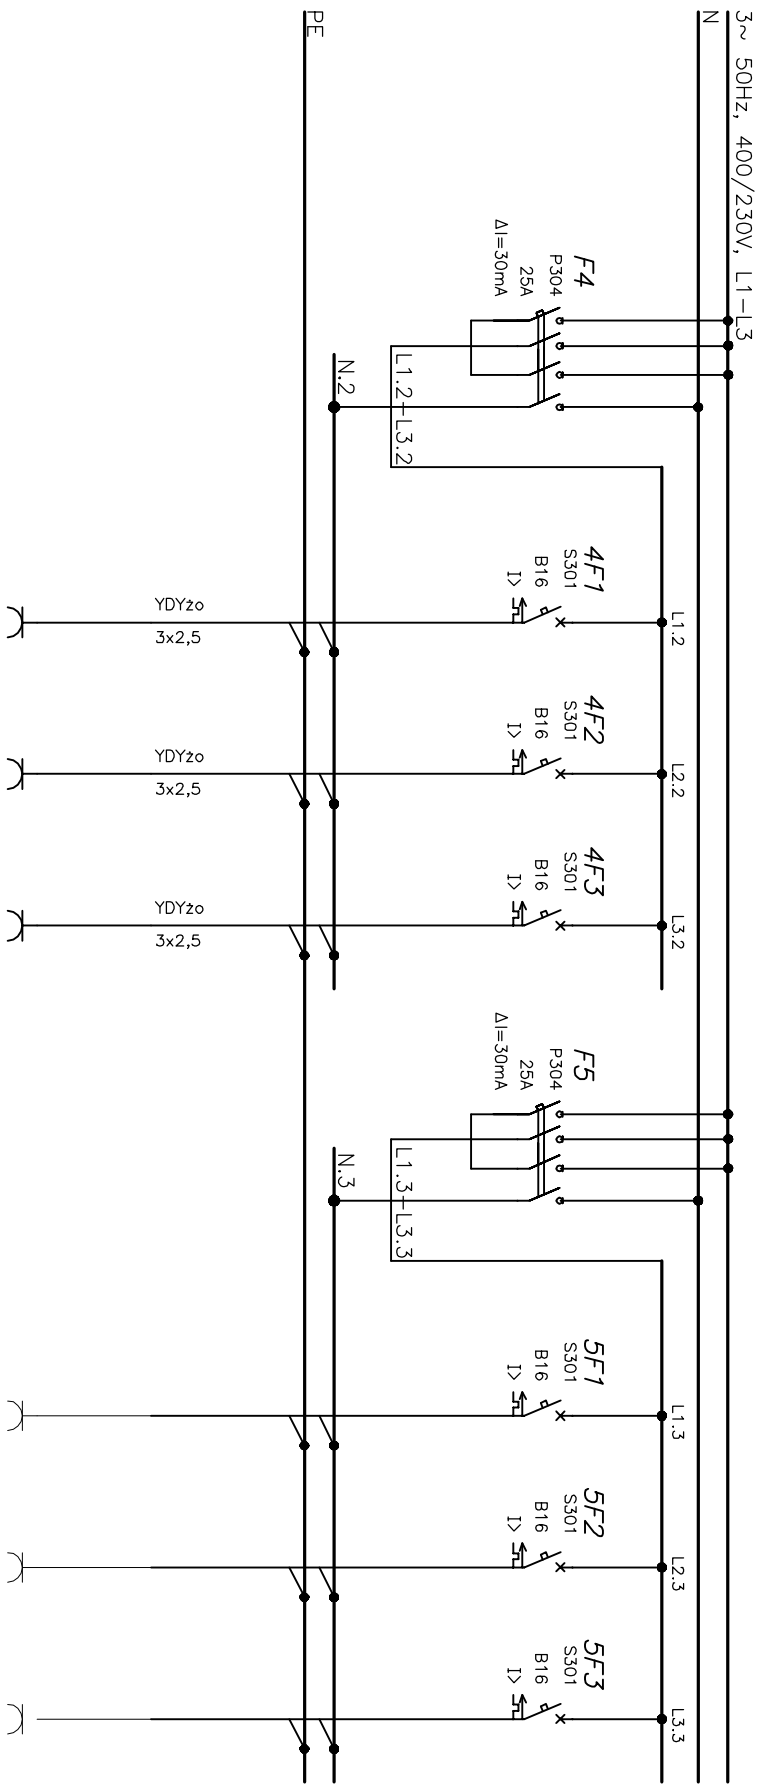 3~ 50Hz, 400/230V, L1-L3
N
F4
P304
25A
ΔI=30mA
L1.2-L3.2
N.2
4F1
S301
B16
I>
L1.2
4F2
S301
B16
I>
L2.2
4F3
S301
B16
I>
L3.2
F5
P304
25A
ΔI=30mA
L1.3-L3.3
N.3
5F1
S301
B16
I>
L1.3
5F2
S301
B16
I>
L2.3
5F3
S301
B16
I>
L3.3
PE
YDYżo
3x2,5
YDYżo
3x2,5
YDYżo
3x2,5